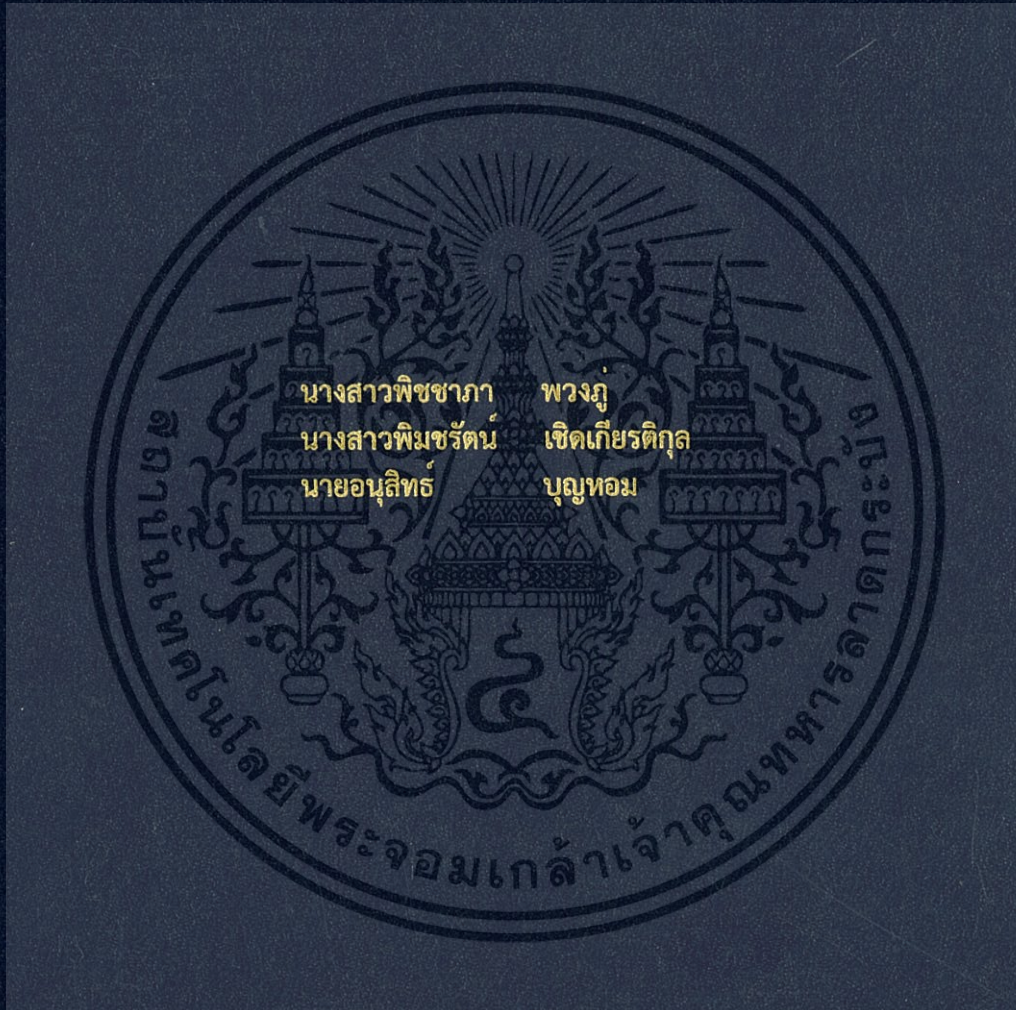 นางสาวพิชชาภา พวงภู่
นางสาวพิมชรัตน์ เชิดเกียรติกุล
นายอนุสิทธิ์ บุญหอม
สถาบันเทคโนโลยีพระจอมเกล้าเจ้าคุณทหารลาดกระบัง
๔